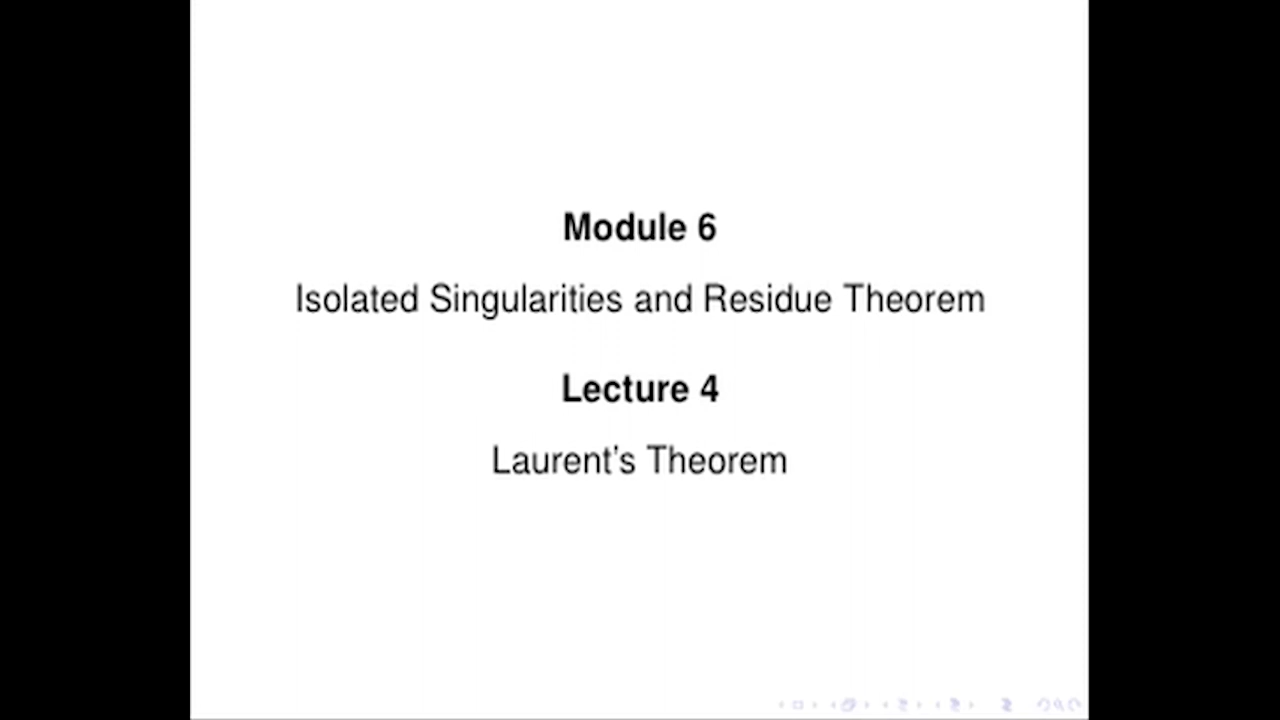 Module 6
Isolated Singularities and Residue Theorem
Lecture 4
Laurent's Theorem